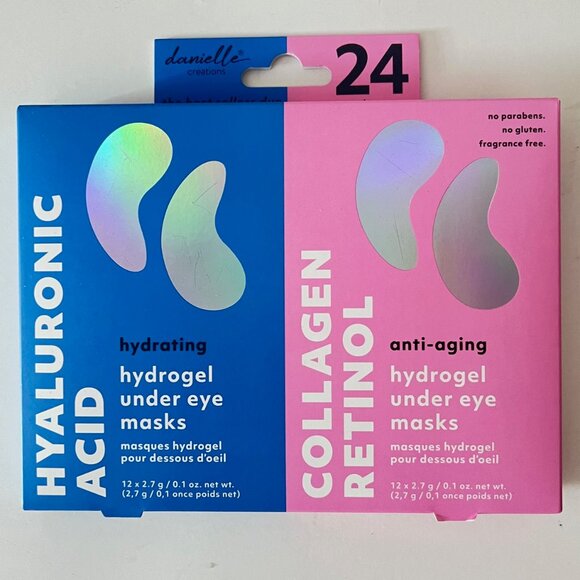 danielle®
creations
24
no parabens.
no gluten.
fragrance free.
HYALURONIC
ACID
hydrating
hydrogel
under eye
masks
masques hydrogel
pour dessous d'oeil
12 x 2.7 g / 0.1 oz. net wt.
(2,7 g / 0,1 once poids net)
COLLAGEN
RETINOL
anti-aging
hydrogel
under eye
masks
masques hydrogel
pour dessous d'oeil
12 x 2.7 g / 0.1 oz. net wt.
(2,7 g / 0,1 once poids net)